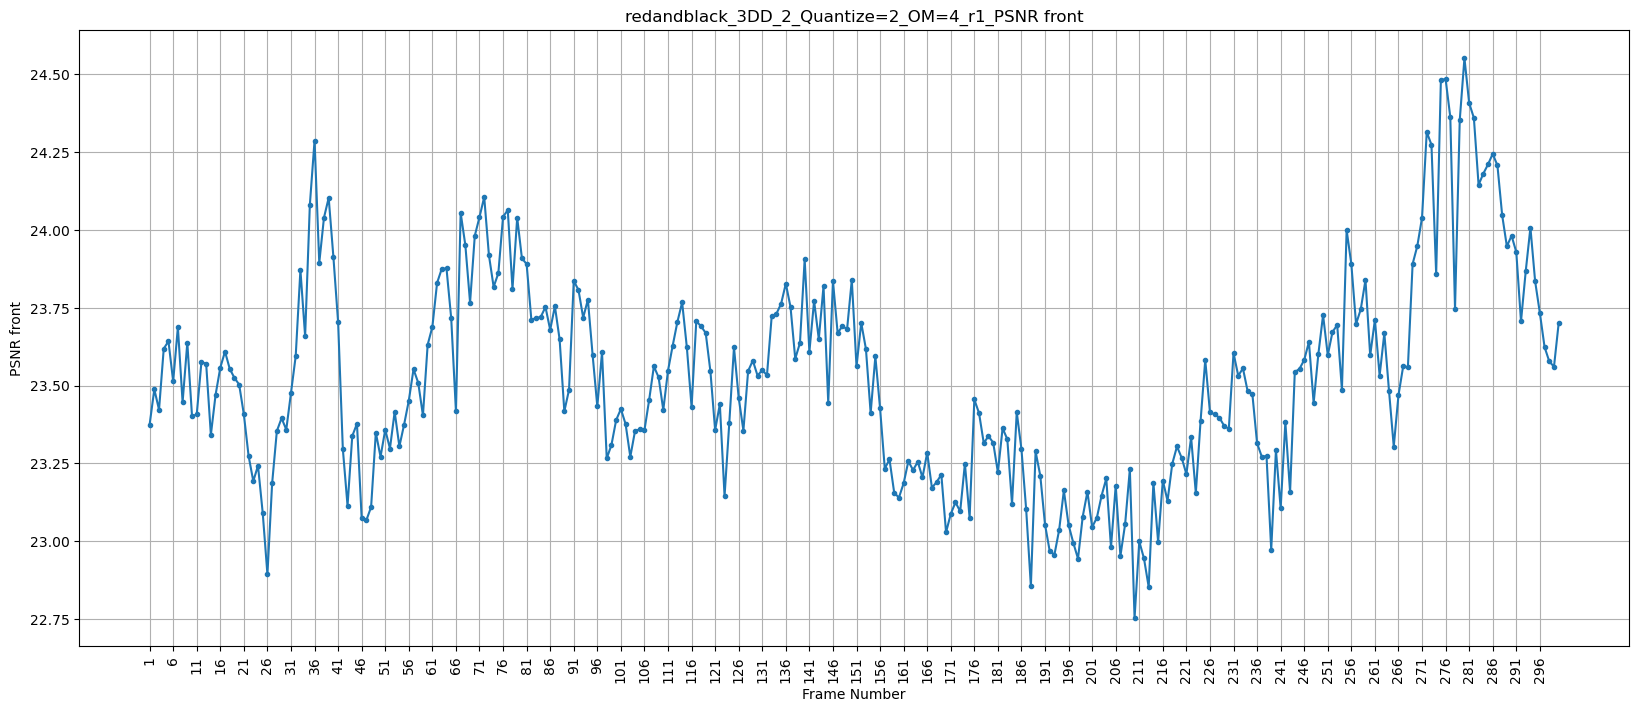 redandblack_3DD_2_Quantize=2_OM=4_r1_PSNR front
24.50
24.25
24.00
23.75
23.50
23.25
23.00
22.75
PSNR front
1 6 11 16 21 26 31 36 41 46 51 56 61 66 71 76 81 86 91 96 101 106 111 116 121 126 131 136 141 146 151 156 161 166 171 176 181 186 191 196 201 206 211 216 221 226 231 236 241 246 251 256 261 266 271 276 281 286 291 296
Frame Number